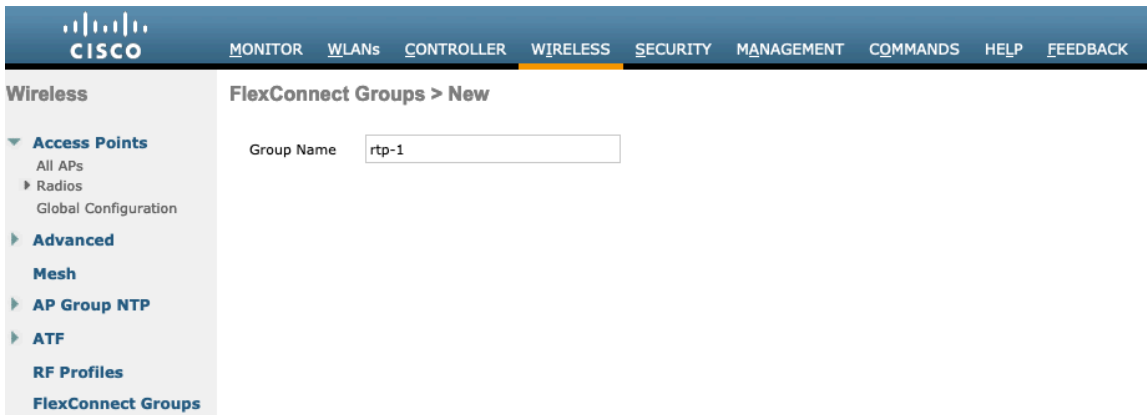 CISCO
MONITOR WLANs CONTROLLER WIRELESS SECURITY MANAGEMENT COMMANDS HELP FEEDBACK
Wireless
Access Points
All APs
Radios
Global Configuration
Advanced
Mesh
AP Group NTP
ATF
RF Profiles
FlexConnect Groups
FlexConnect Groups > New
Group Name rtp-1